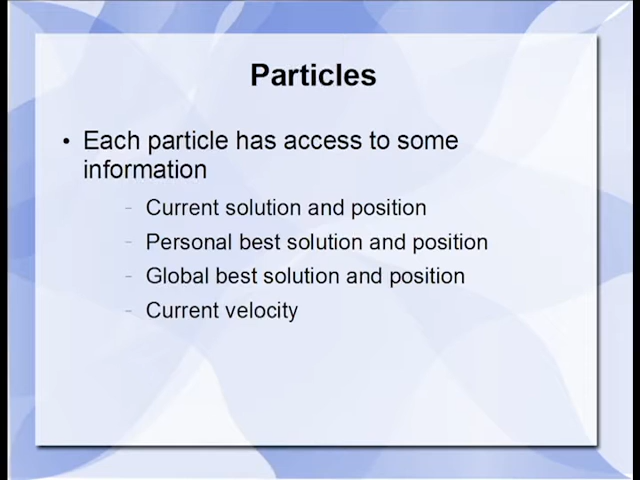 Particles
• Each particle has access to some
information
- Current solution and position
- Personal best solution and position
- Global best solution and position
- Current velocity